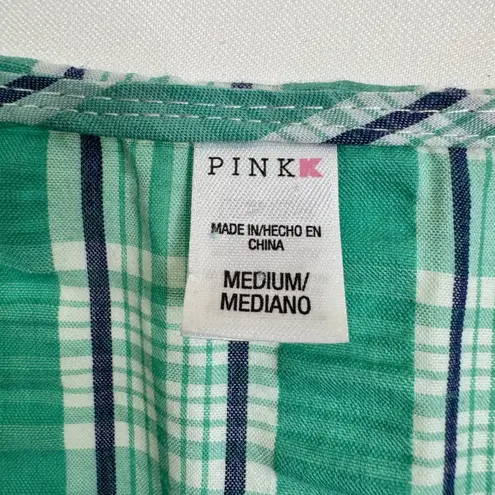 PINK K
MADE IN/HECHO EN
CHINA
MEDIUM/
MEDIANO